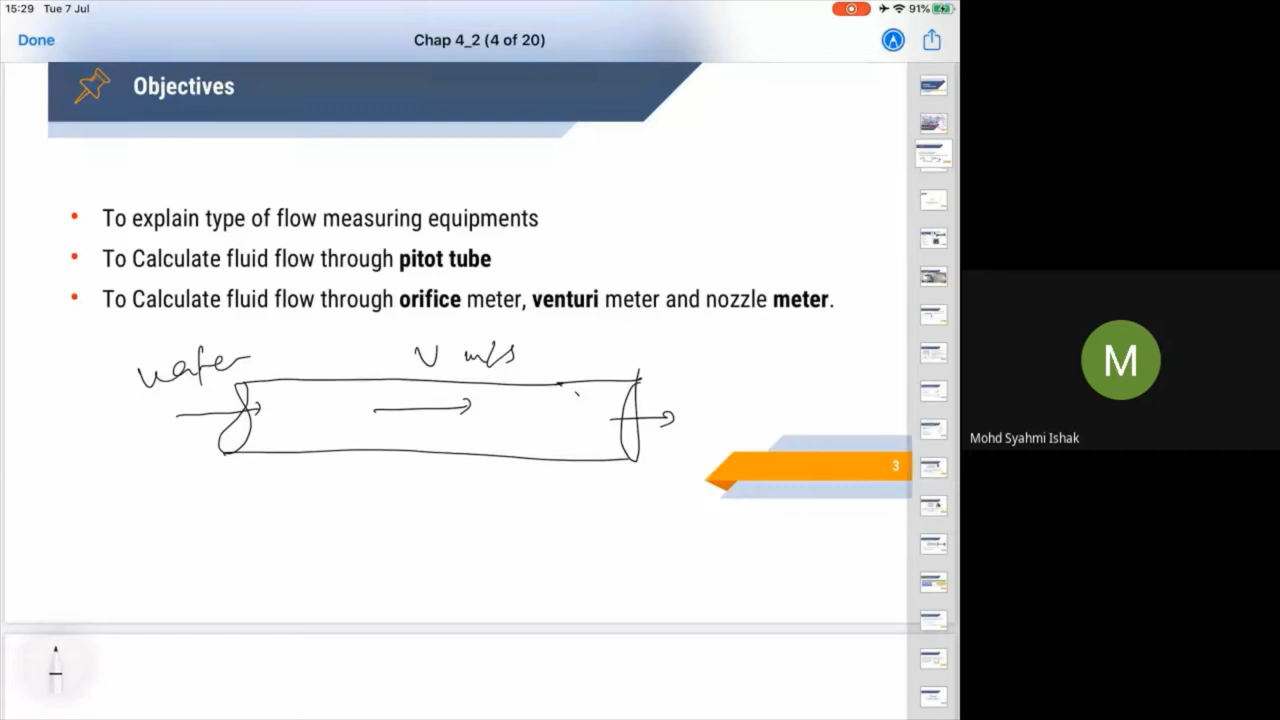 15:29 Tue 7 Jul
91%
Done
Chap 4_2 (4 of 20)
Objectives
• To explain type of flow measuring equipments
• To Calculate fluid flow through pitot tube
• To Calculate fluid flow through orifice meter, venturi meter and nozzle meter.
water
V m/s
3
M
Mohd Syahmi Ishak